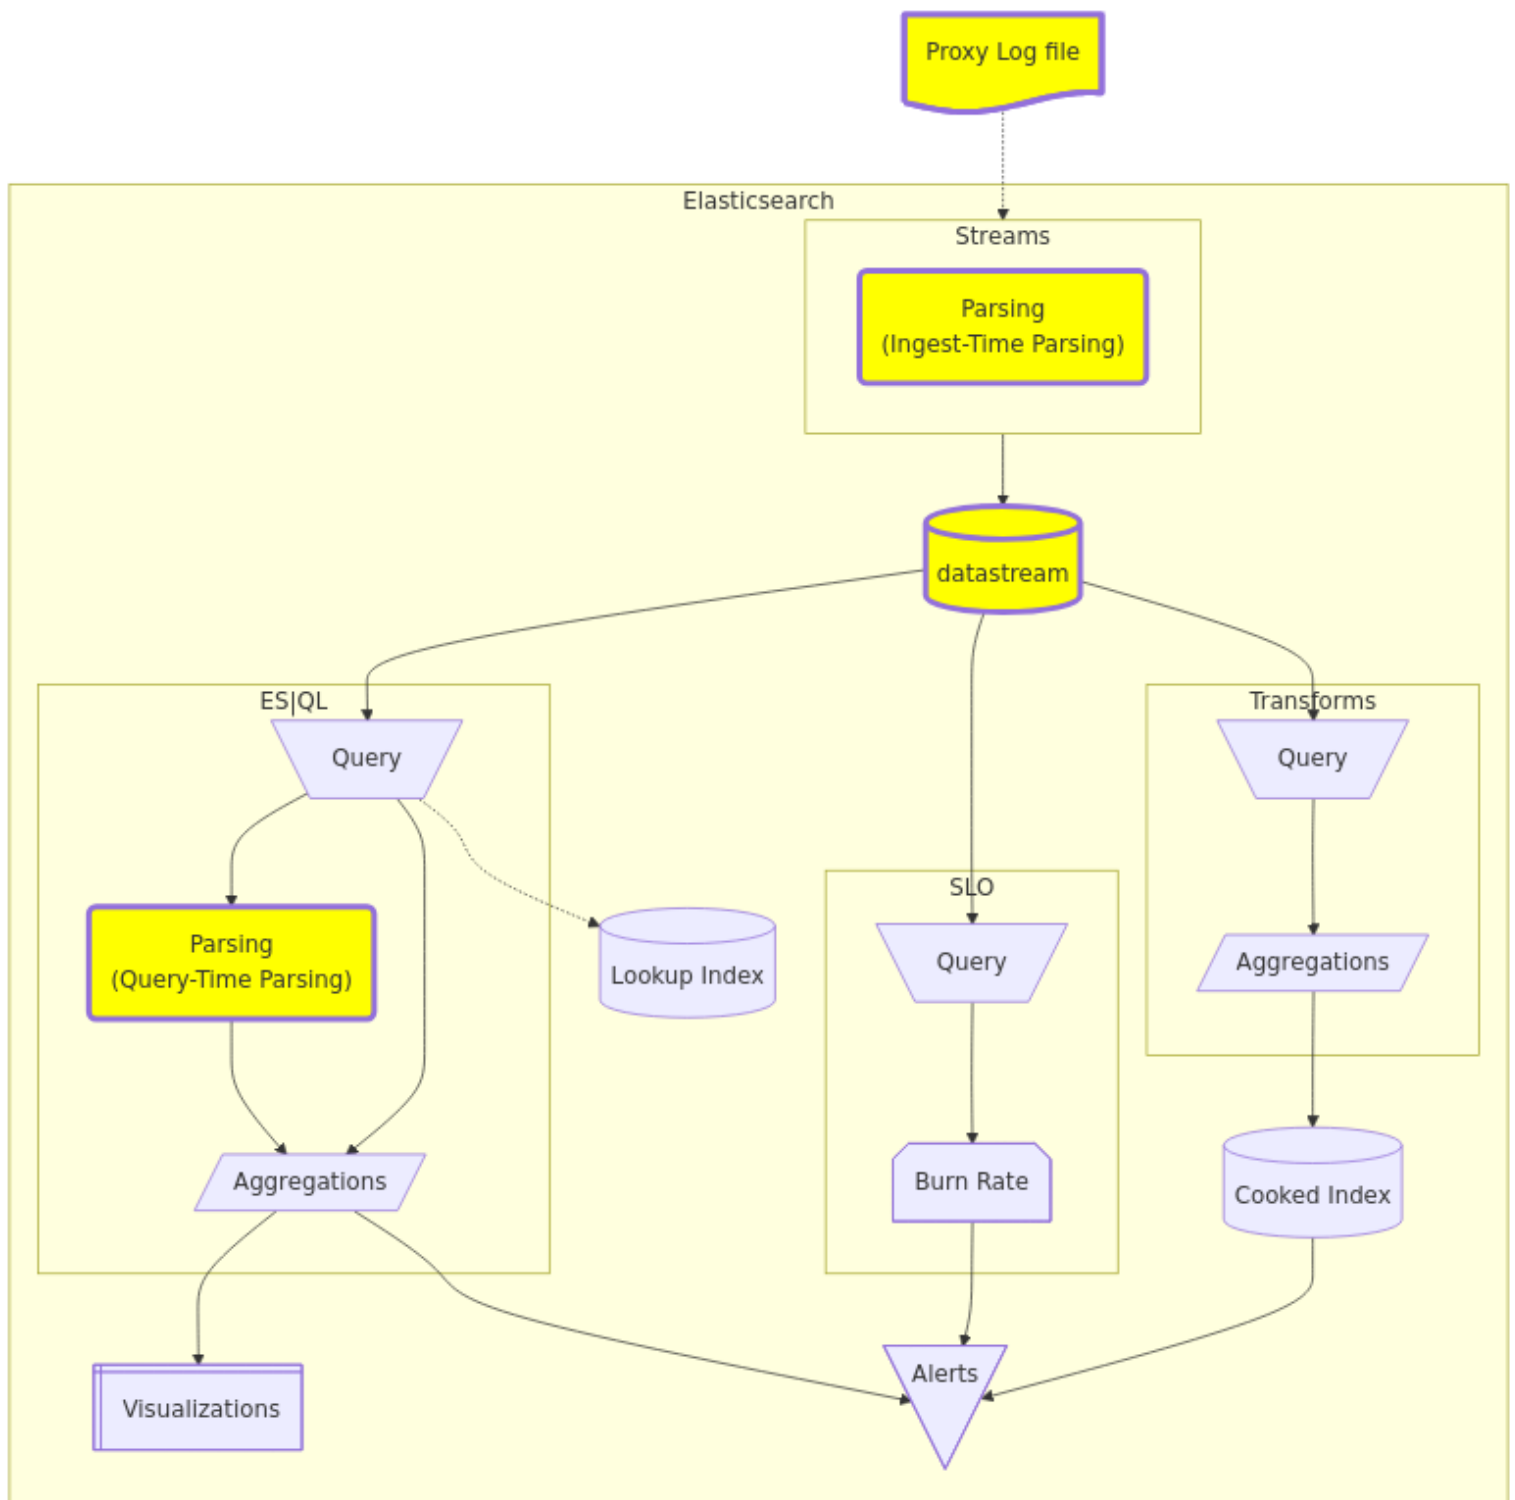 Proxy Log file
Elasticsearch
Streams
Parsing
(Ingest-Time Parsing)
datastream
ES|QL
Query
Transforms
Query
SLO
Parsing
(Query-Time Parsing)
Lookup Index
Query
Aggregations
Aggregations
Burn Rate
Cooked Index
Alerts
Visualizations